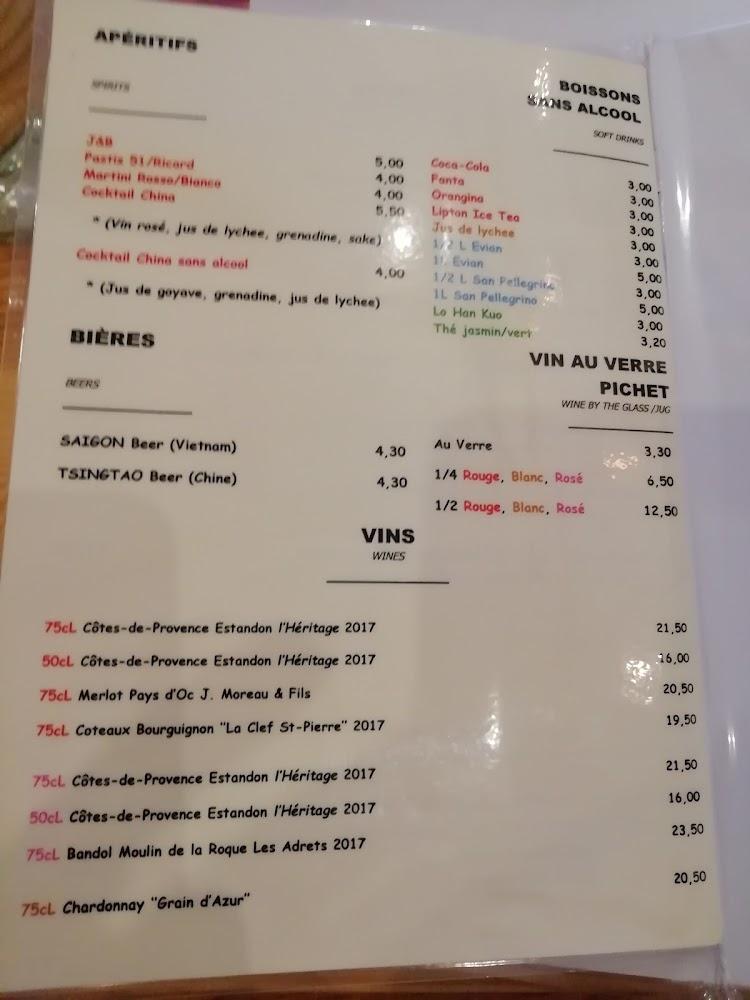 APÉRITIFS
SPIRITS
J&B 5,00
Pastis 51/Ricard 4,00
Martini Rosso/Bianco 4,00
Cocktail China 5,50
* (Vin rosé, jus de lychee, grenadine, sake)
Cocktail China sans alcool 4,00
* (Jus de goyave, grenadine, jus de lychee)
BIÈRES
BEERS
SAIGON Beer (Vietnam) 4,30
TSINGTAO Beer (Chine) 4,30
BOISSONS
SANS ALCOOL
SOFT DRINKS
Coca-Cola 3,00
Fanta 3,00
Orangina 3,00
Lipton Ice Tea 3,00
Jus de lychee 3,00
1/2 L Evian 3,00
1L Evian 5,00
1/2 L San Pellegrino 3,00
1L San Pellegrino 5,00
Lo Han Kuo 3,00
Thé jasmin/vert 3,20
VIN AU VERRE
PICHET
WINE BY THE GLASS /JUG
Au Verre 3,30
1/4 Rouge, Blanc, Rosé 6,50
1/2 Rouge, Blanc, Rosé 12,50
VINS
WINES
75cL Côtes-de-Provence Estandon l'Héritage 2017 21,50
50cL Côtes-de-Provence Estandon l'Héritage 2017 16,00
75cL Merlot Pays d'Oc J. Moreau & Fils 20,50
75cL Coteaux Bourguignon "La Clef St-Pierre" 2017 19,50
75cL Côtes-de-Provence Estandon l'Héritage 2017 21,50
50cL Côtes-de-Provence Estandon l'Héritage 2017 16,00
75cL Bandol Moulin de la Roque Les Adrets 2017 23,50
75cL Chardonnay "Grain d'Azur" 20,50